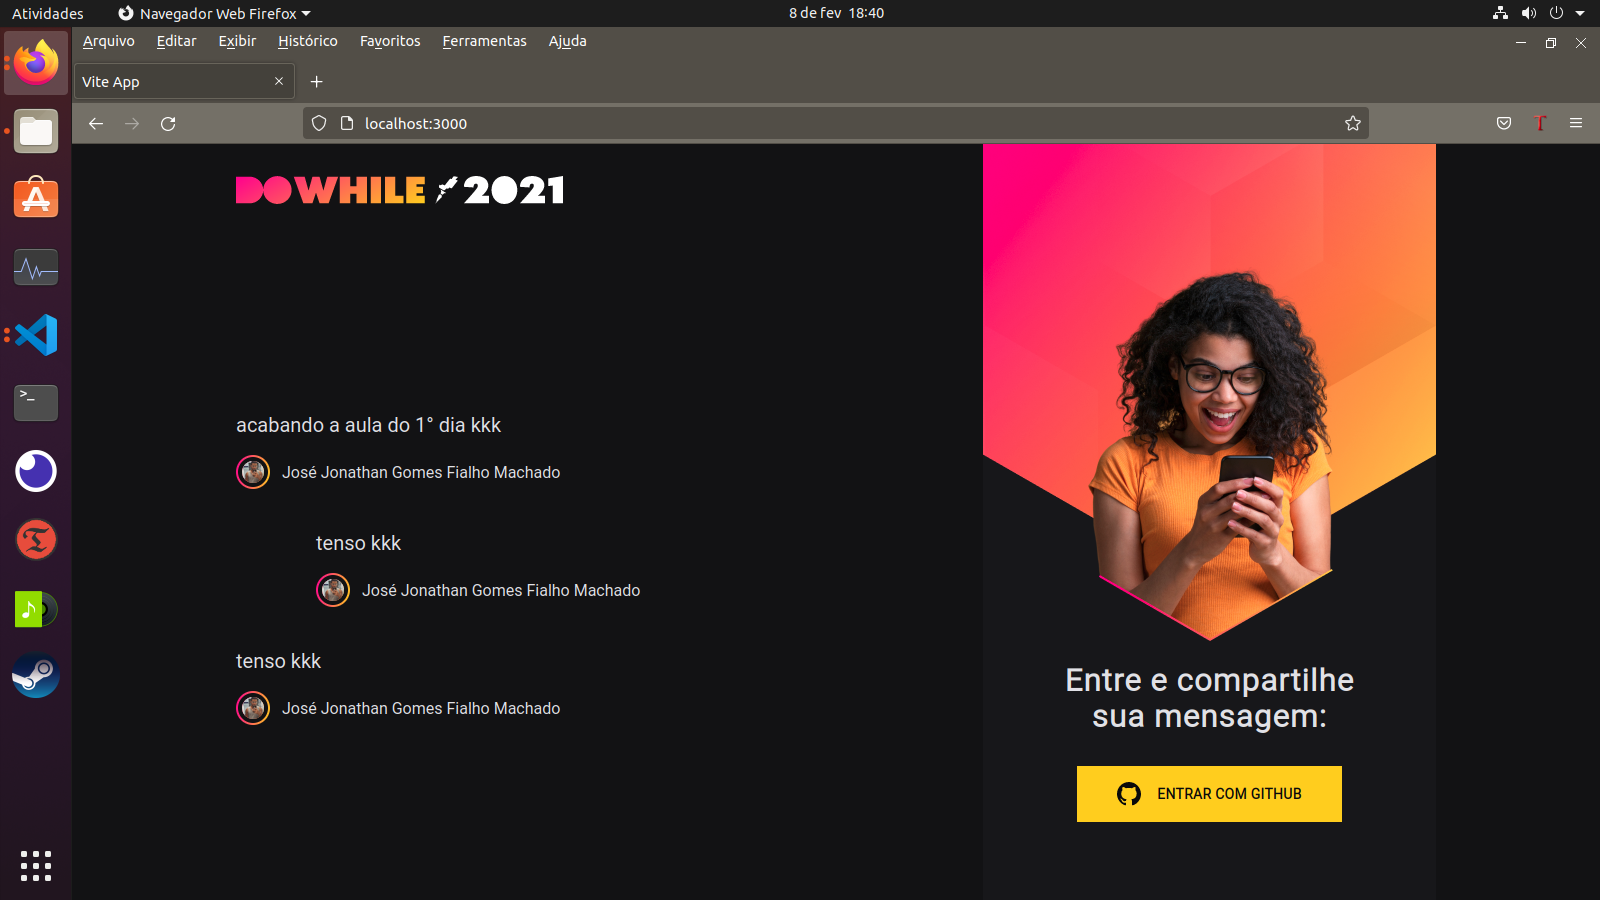 Atividades
Navegador Web Firefox
8 de fev 18:40
Arquivo Editar Exibir Histórico Favoritos Ferramentas Ajuda
Vite App
localhost:3000
DOWHILE 2021
acabando a aula do 1° dia kkk
José Jonathan Gomes Fialho Machado
tenso kkk
José Jonathan Gomes Fialho Machado
tenso kkk
José Jonathan Gomes Fialho Machado
Entre e compartilhe
sua mensagem:
ENTRAR COM GITHUB